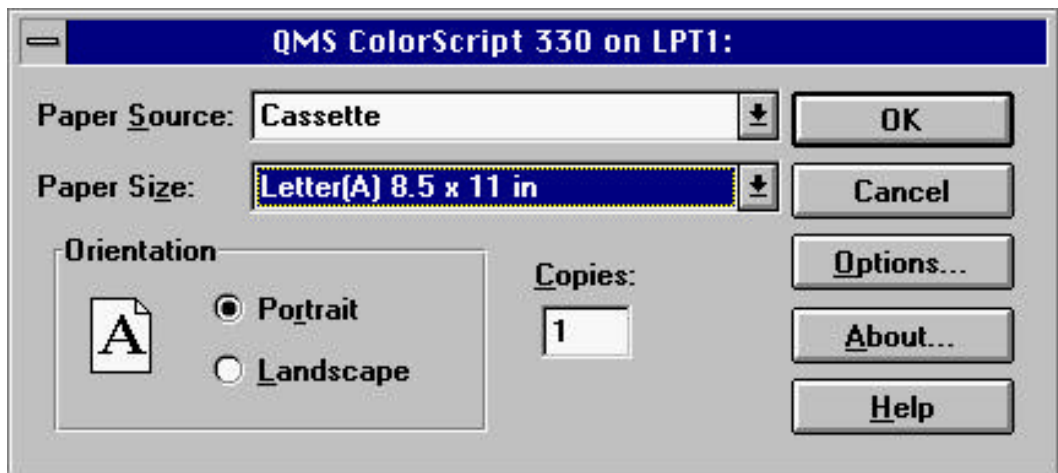 QMS ColorScript 330 on LPT1:
Paper Source: Cassette
OK
Paper Size: Letter(A) 8.5 x 11 in
Cancel
Orientation
Copies:
Options...
A
Portrait
1
Landscape
About...
Help